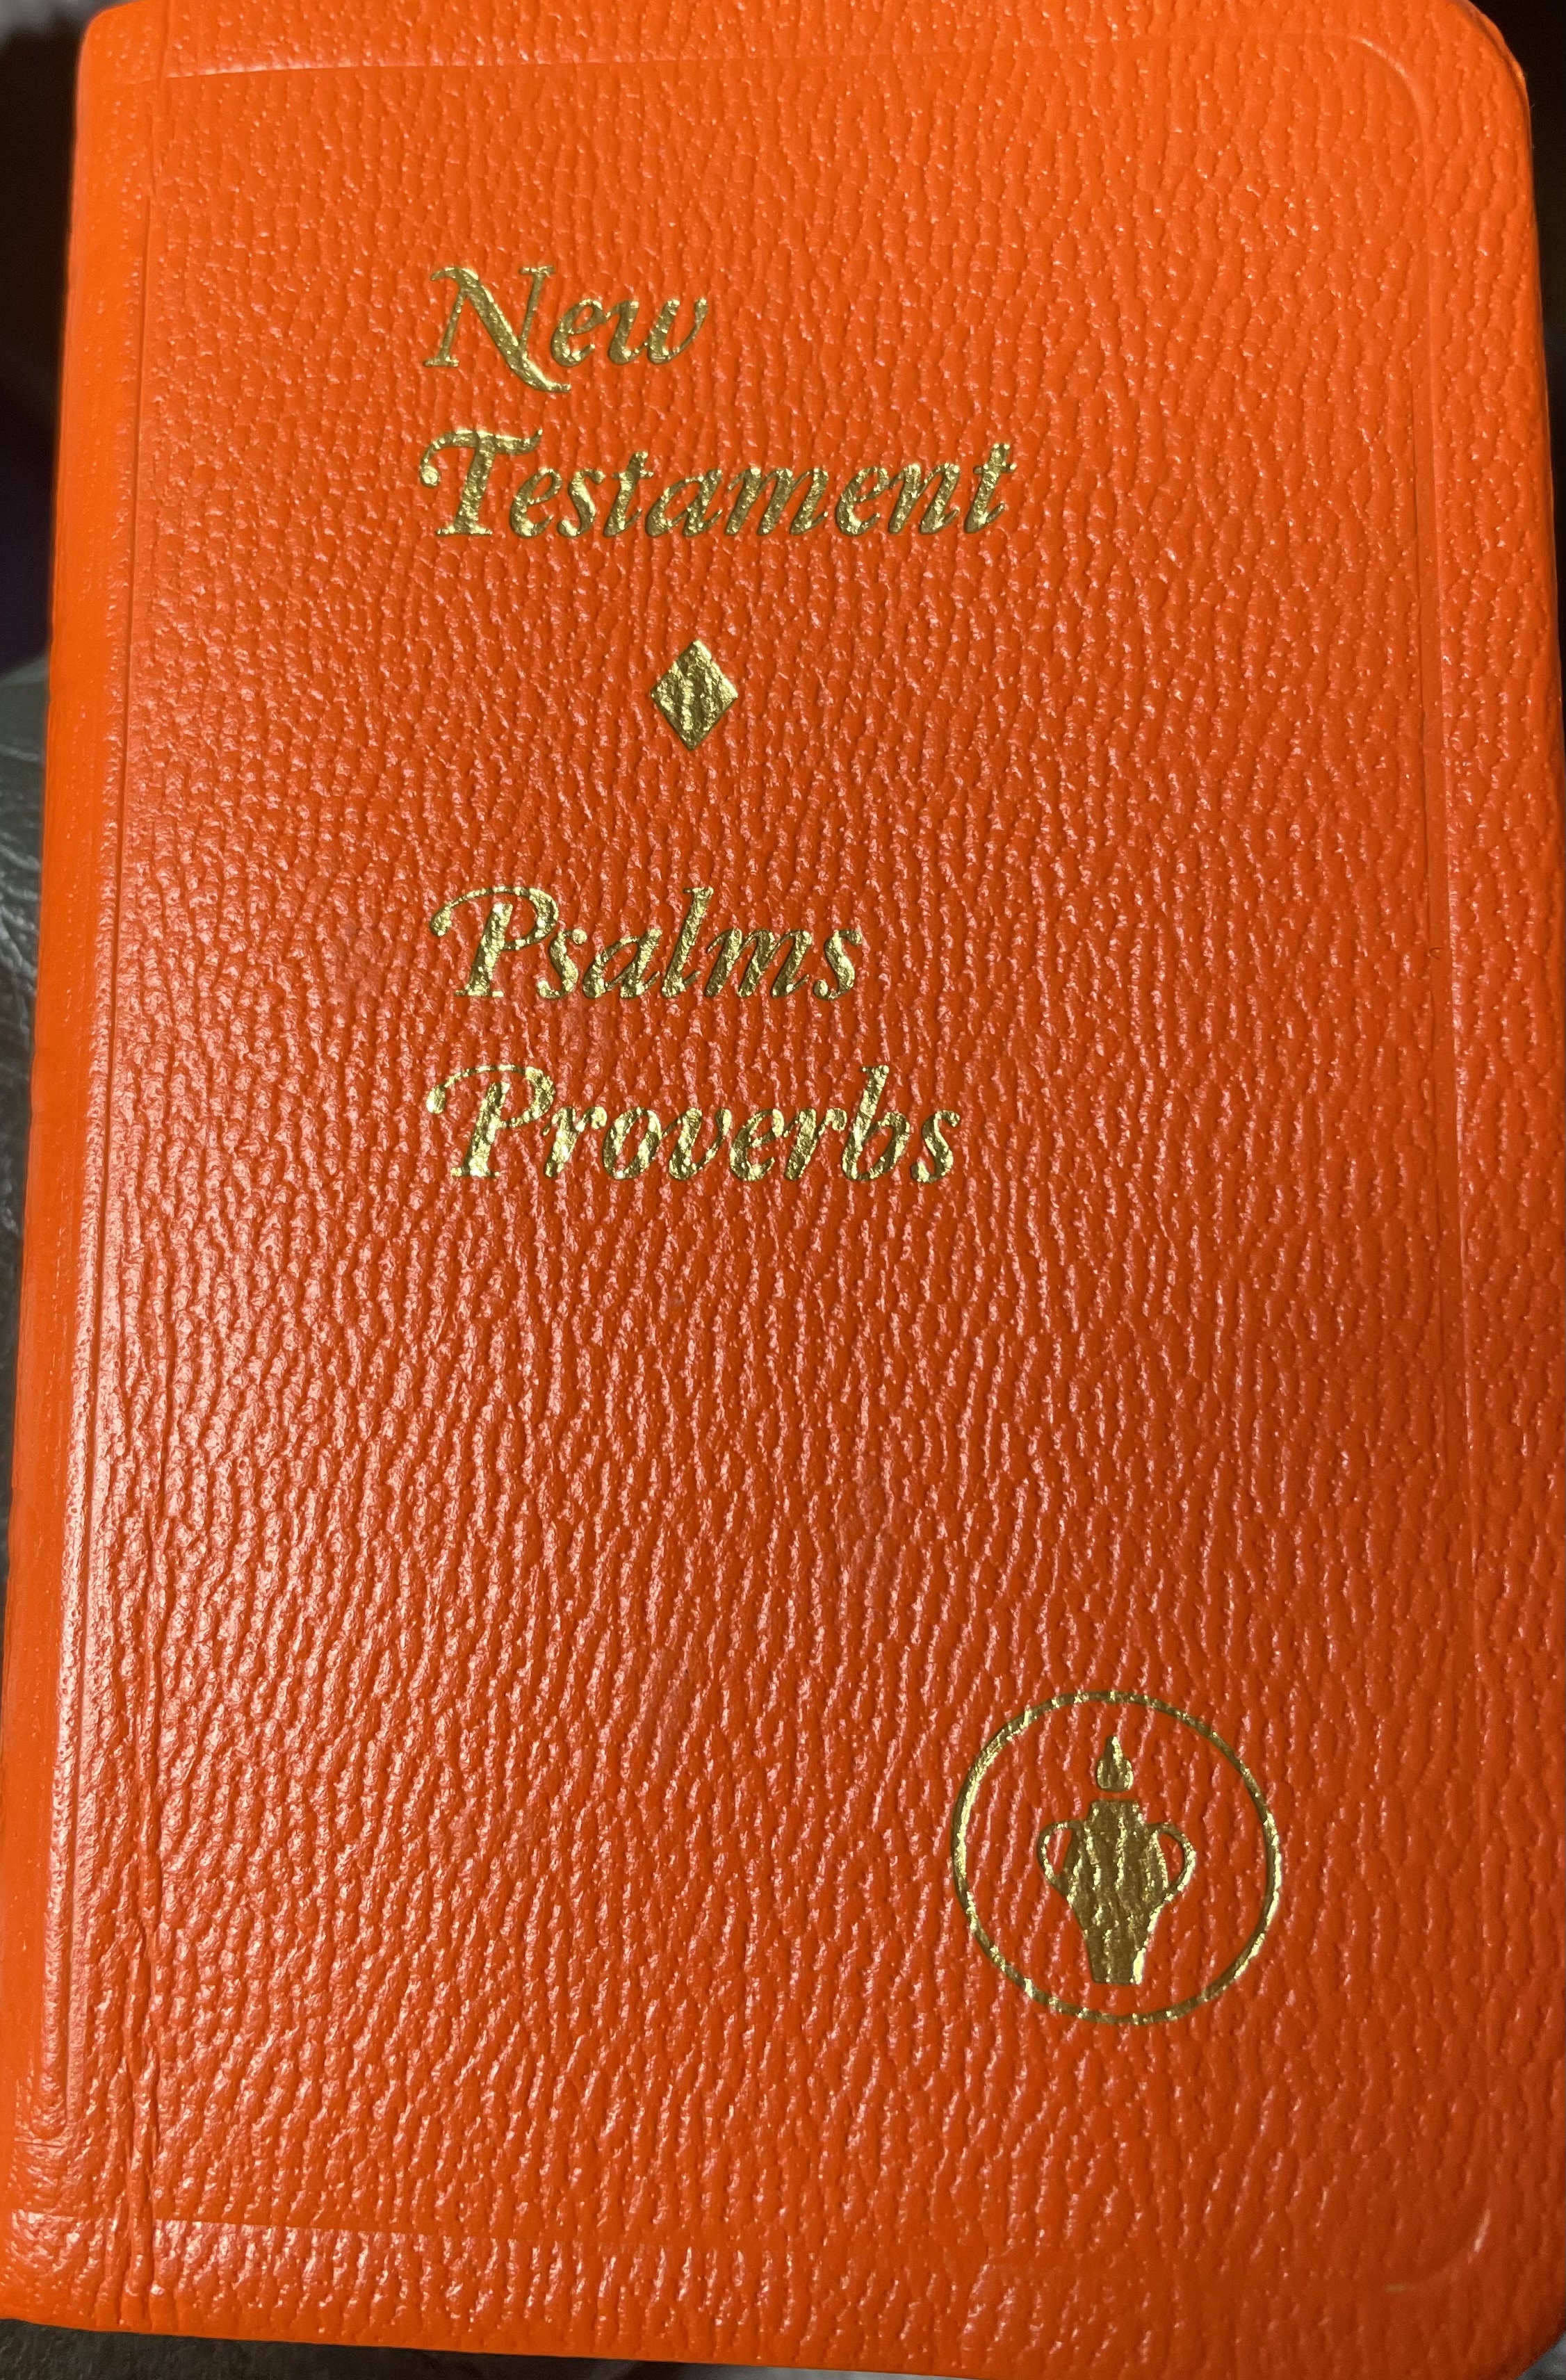 New
Testament
Psalms
Proverbs